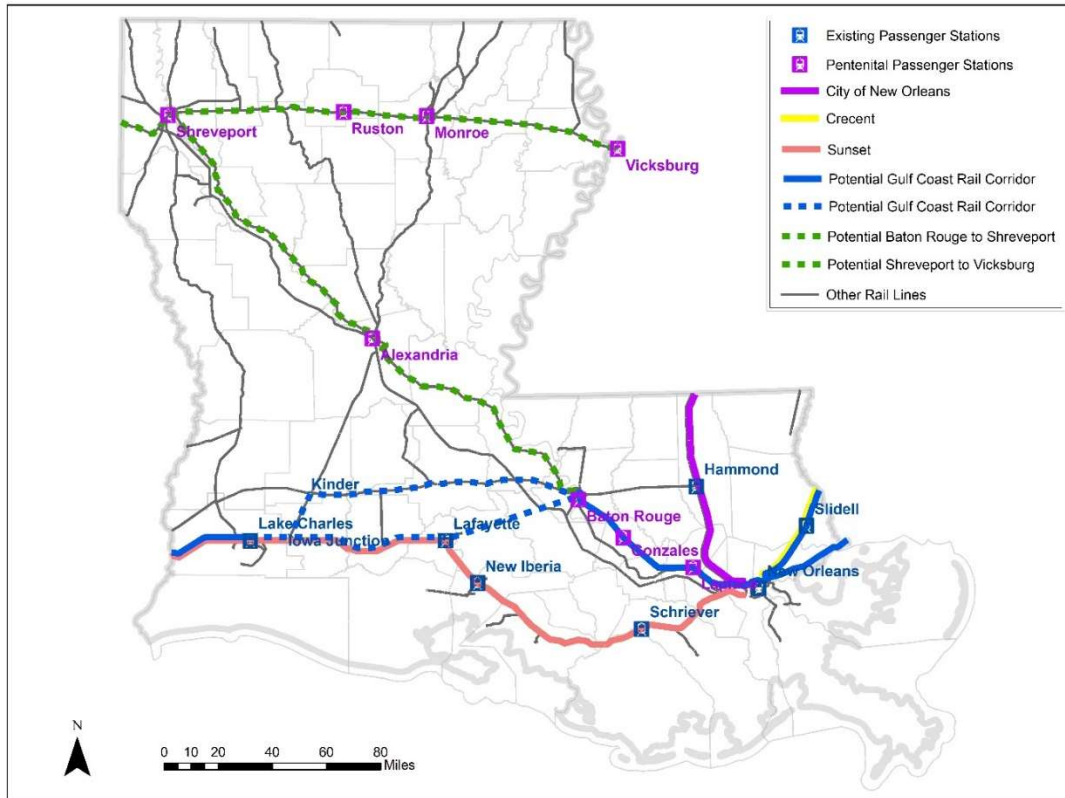 Existing Passenger Stations
Pentenital Passenger Stations
City of New Orleans
Crecent
Sunset
Potential Gulf Coast Rail Corridor
Potential Gulf Coast Rail Corridor
Potential Baton Rouge to Shreveport
Potential Shreveport to Vicksburg
Other Rail Lines
Shreveport
Ruston
Monroe
Vicksburg
Alexandria
Kinder
Hammond
Lake Charles
Iowa Junction
Lafayette
Baton Rouge
Slidell
Gonzales
New Iberia
New Orleans
Schriever
N
0 10 20 40 60 80
Miles